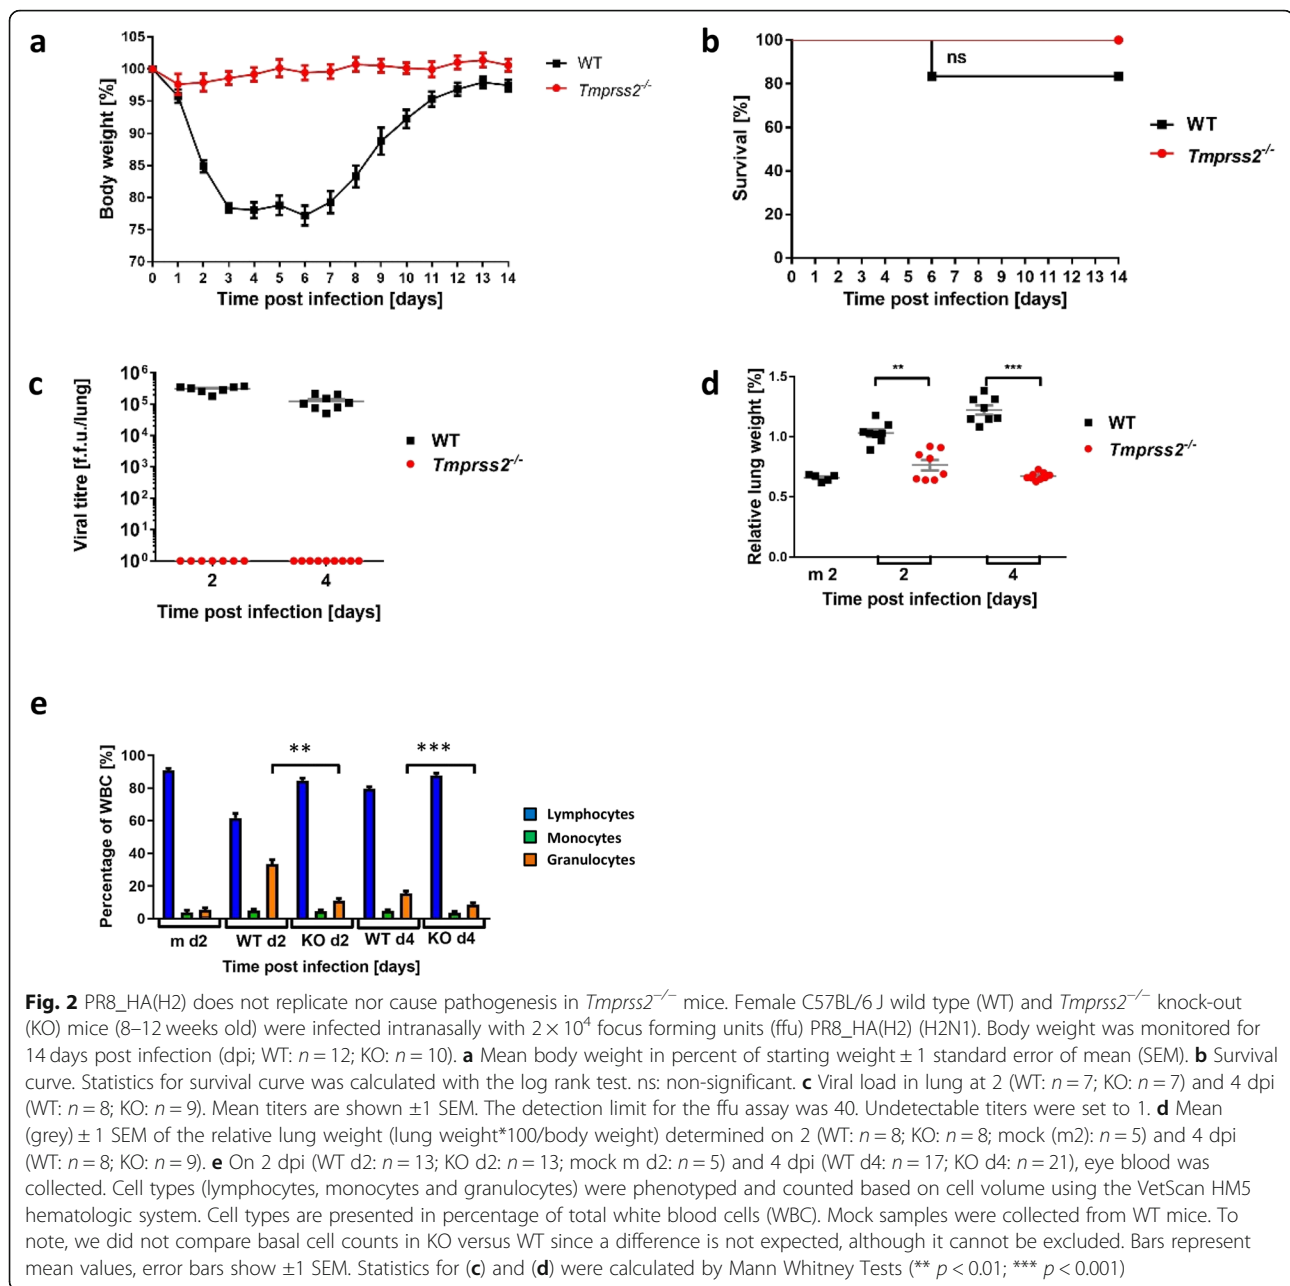 a
105
100
95
90
85
80
75
70
Body weight [%]
0 1 2 3 4 5 6 7 8 9 10 11 12 13 14
Time post infection [days]
WT
Tmprss2-/-
b
100
80
60
40
20
0
Survival [%]
ns
0 1 2 3 4 5 6 7 8 9 10 11 12 13 14
Time post infection [days]
WT
Tmprss2-/-
c
10⁶
10⁵
10⁴
10³
10²
10¹
10⁰
Viral titre [f.f.u./lung]
2 4
Time post infection [days]
WT
Tmprss2-/-
d
1.5
1.0
0.5
0.0
Relative lung weight [%]
** ***
m 2 2 4
Time post infection [days]
WT
Tmprss2-/-
e
100
80
60
40
20
0
Percentage of WBC [%]
** ***
m d2 WT d2 KO d2 WT d4 KO d4
Time post infection [days]
Lymphocytes
Monocytes
Granulocytes
Fig. 2 PR8_HA(H2) does not replicate nor cause pathogenesis in Tmprss2−/− mice. Female C57BL/6 J wild type (WT) and Tmprss2−/− knock-out
(KO) mice (8–12 weeks old) were infected intranasally with 2 × 10⁴ focus forming units (ffu) PR8_HA(H2) (H2N1). Body weight was monitored for
14 days post infection (dpi; WT: n = 12; KO: n = 10). a Mean body weight in percent of starting weight ± 1 standard error of mean (SEM). b Survival
curve. Statistics for survival curve was calculated with the log rank test. ns: non-significant. c Viral load in lung at 2 (WT: n = 7; KO: n = 7) and 4 dpi
(WT: n = 8; KO: n = 9). Mean titers are shown ±1 SEM. The detection limit for the ffu assay was 40. Undetectable titers were set to 1. d Mean
(grey) ± 1 SEM of the relative lung weight (lung weight*100/body weight) determined on 2 (WT: n = 8; KO: n = 8; mock (m2): n = 5) and 4 dpi
(WT: n = 8; KO: n = 9). e On 2 dpi (WT d2: n = 13; KO d2: n = 13; mock m d2: n = 5) and 4 dpi (WT d4: n = 17; KO d4: n = 21), eye blood was
collected. Cell types (lymphocytes, monocytes and granulocytes) were phenotyped and counted based on cell volume using the VetScan HM5
hematologic system. Cell types are presented in percentage of total white blood cells (WBC). Mock samples were collected from WT mice. To
note, we did not compare basal cell counts in KO versus WT since a difference is not expected, although it cannot be excluded. Bars represent
mean values, error bars show ±1 SEM. Statistics for (c) and (d) were calculated by Mann Whitney Tests (** p < 0.01; *** p < 0.001)